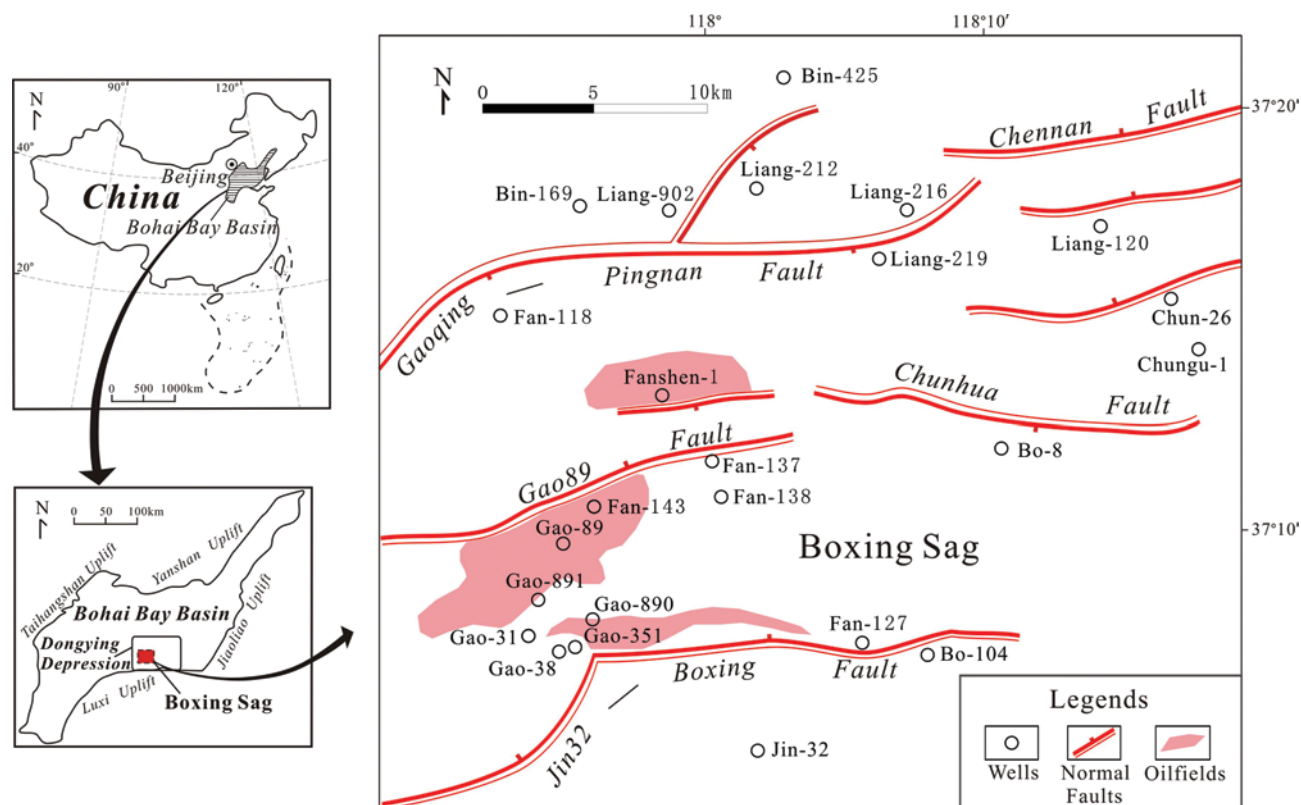 90°
120°
N
40°
Beijing
China
Bohai Bay Basin
20°
0 500 1000km
N
0 50 100km
Taihangshan Uplift
Yanshan Uplift
Bohai Bay Basin
Jiaoliao Uplift
Dongying
Depression
Luxi Uplift
Boxing Sag
118°
118°10′
37°20′
37°10′
N
0 5 10km
Bin-425
Chennan Fault
Liang-212
Bin-169
Liang-902
Liang-216
Liang-120
Liang-219
Gaoqing Pingnan Fault
Fan-118
Chun-26
Chungu-1
Fanshen-1
Chunhua Fault
Bo-8
Gao89 Fault
Fan-137
Fan-138
Fan-143
Gao-89
Boxing Sag
Gao-891
Gao-890
Gao-31
Gao-351
Gao-38
Fan-127
Bo-104
Jin32 Boxing Fault
Jin-32
Legends
Wells
Normal
Faults
Oilfields